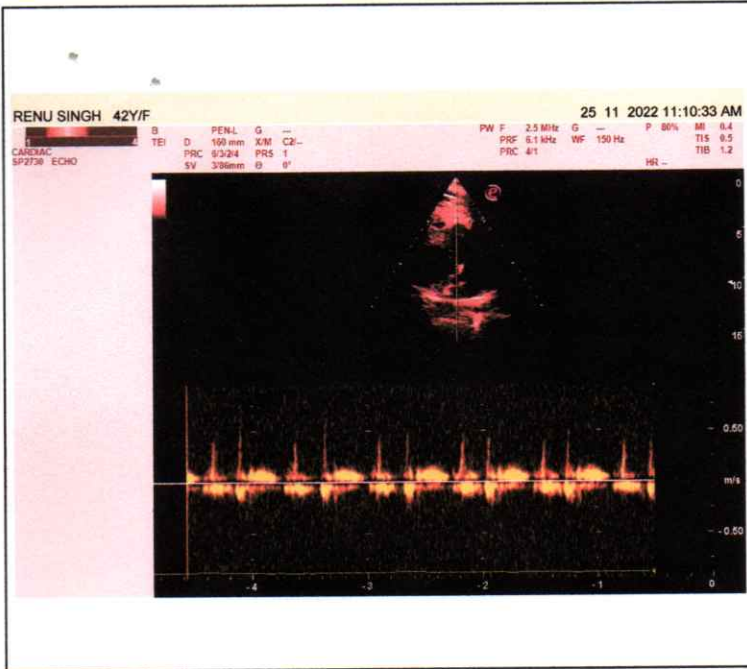 RENU SINGH 42Y/F
25 11 2022 11:10:33 AM
B PEN-L G ---
TEI D 160 mm X/M C2/--
PRC 6/3/2/4 PRS 1
SV 3/86mm Θ 0°
PW F 2.5 MHz G --- P 80% MI 0.4
PRF 6.1 kHz WF 150 Hz TIS 0.5
PRC 4/1 TIB 1.2
HR --
1 4
CARDIAC
SP2730 ECHO
0
5
10
15
0.50
m/s
-0.50
-4 -3 -2 -1 0